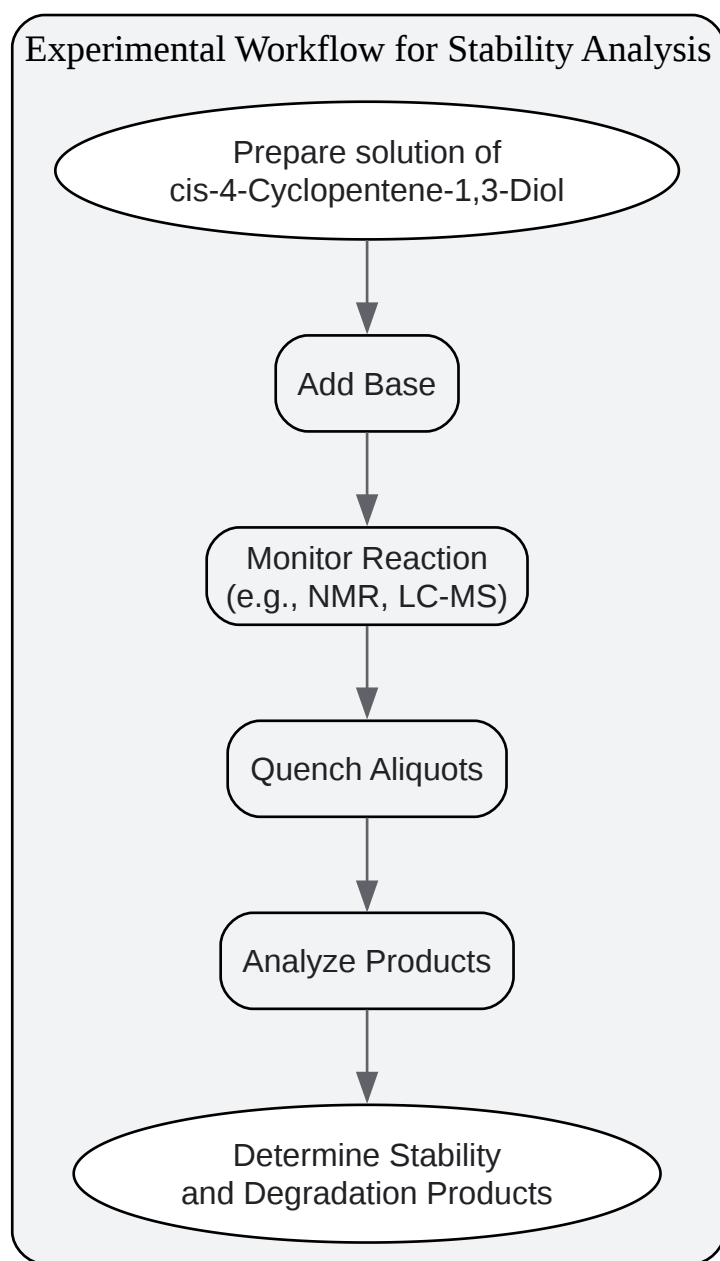 Experimental Workflow for Stability Analysis
Prepare solution of
cis-4-Cyclopentene-1,3-Diol
Add Base
Monitor Reaction
(e.g., NMR, LC-MS)
Quench Aliquots
Analyze Products
Determine Stability
and Degradation Products